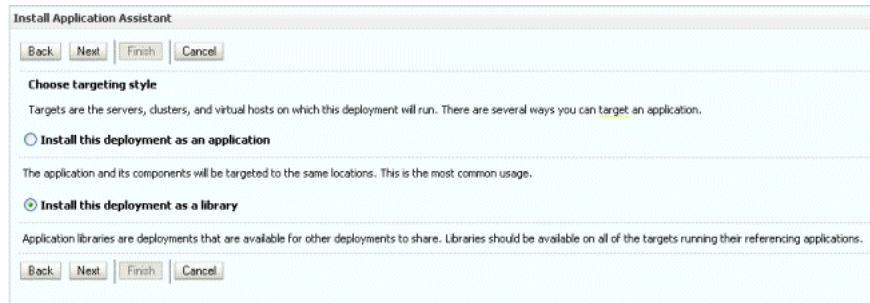 Install Application Assistant
Back Next Finish Cancel
Choose targeting style
Targets are the servers, clusters, and virtual hosts on which this deployment will run. There are several ways you can target an application.
Install this deployment as an application
The application and its components will be targeted to the same locations. This is the most common usage.
Install this deployment as a library
Application libraries are deployments that are available for other deployments to share. Libraries should be available on all of the targets running their referencing applications.
Back Next Finish Cancel